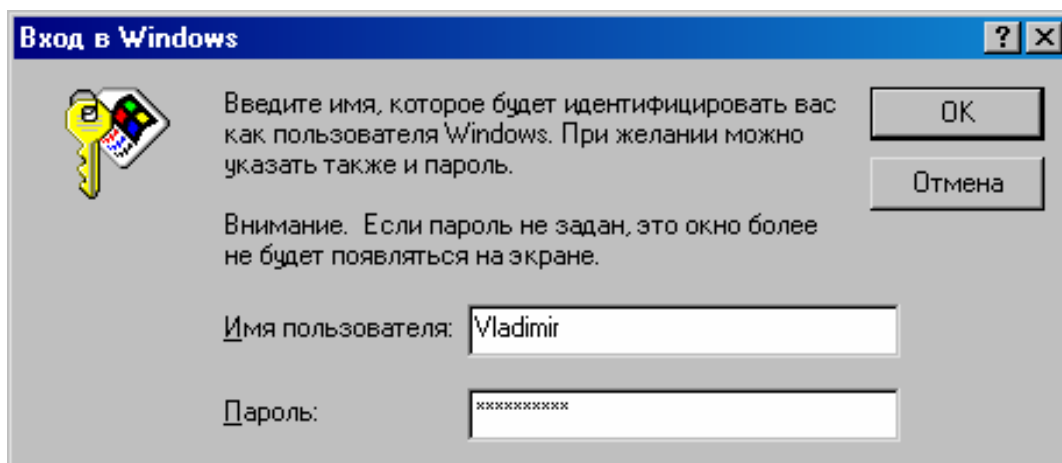 Вход в Windows
Введите имя, которое будет идентифицировать вас
как пользователя Windows. При желании можно
указать также и пароль.
OK
Отмена
Внимание. Если пароль не задан, это окно более
не будет появляться на экране.
Имя пользователя: Vladimir
Пароль: **********